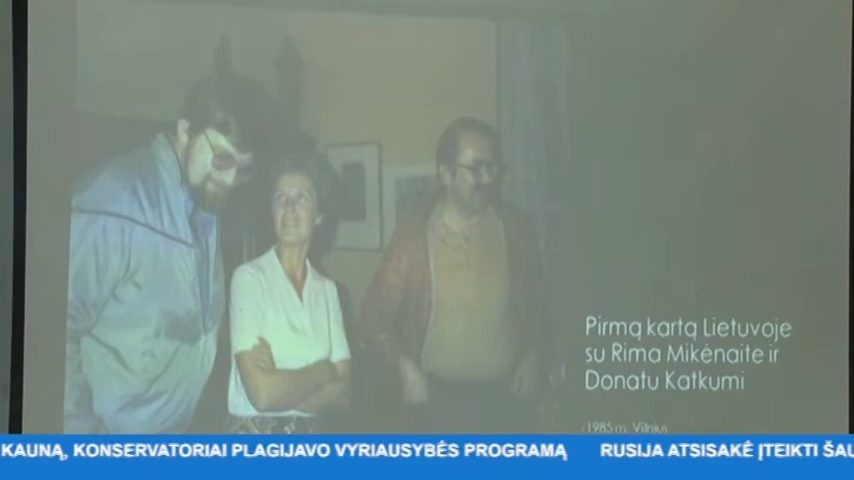 Pirmą kartą Lietuvoje
su Rima Mikėnaite ir
Donatu Katkumi
1985 m. Vilnius
KAUNĄ, KONSERVATORIAI PLAGIJAVO VYRIAUSYBĖS PROGRAMĄ RUSIJA ATSISAKĖ ĮTEIKTI ŠAU